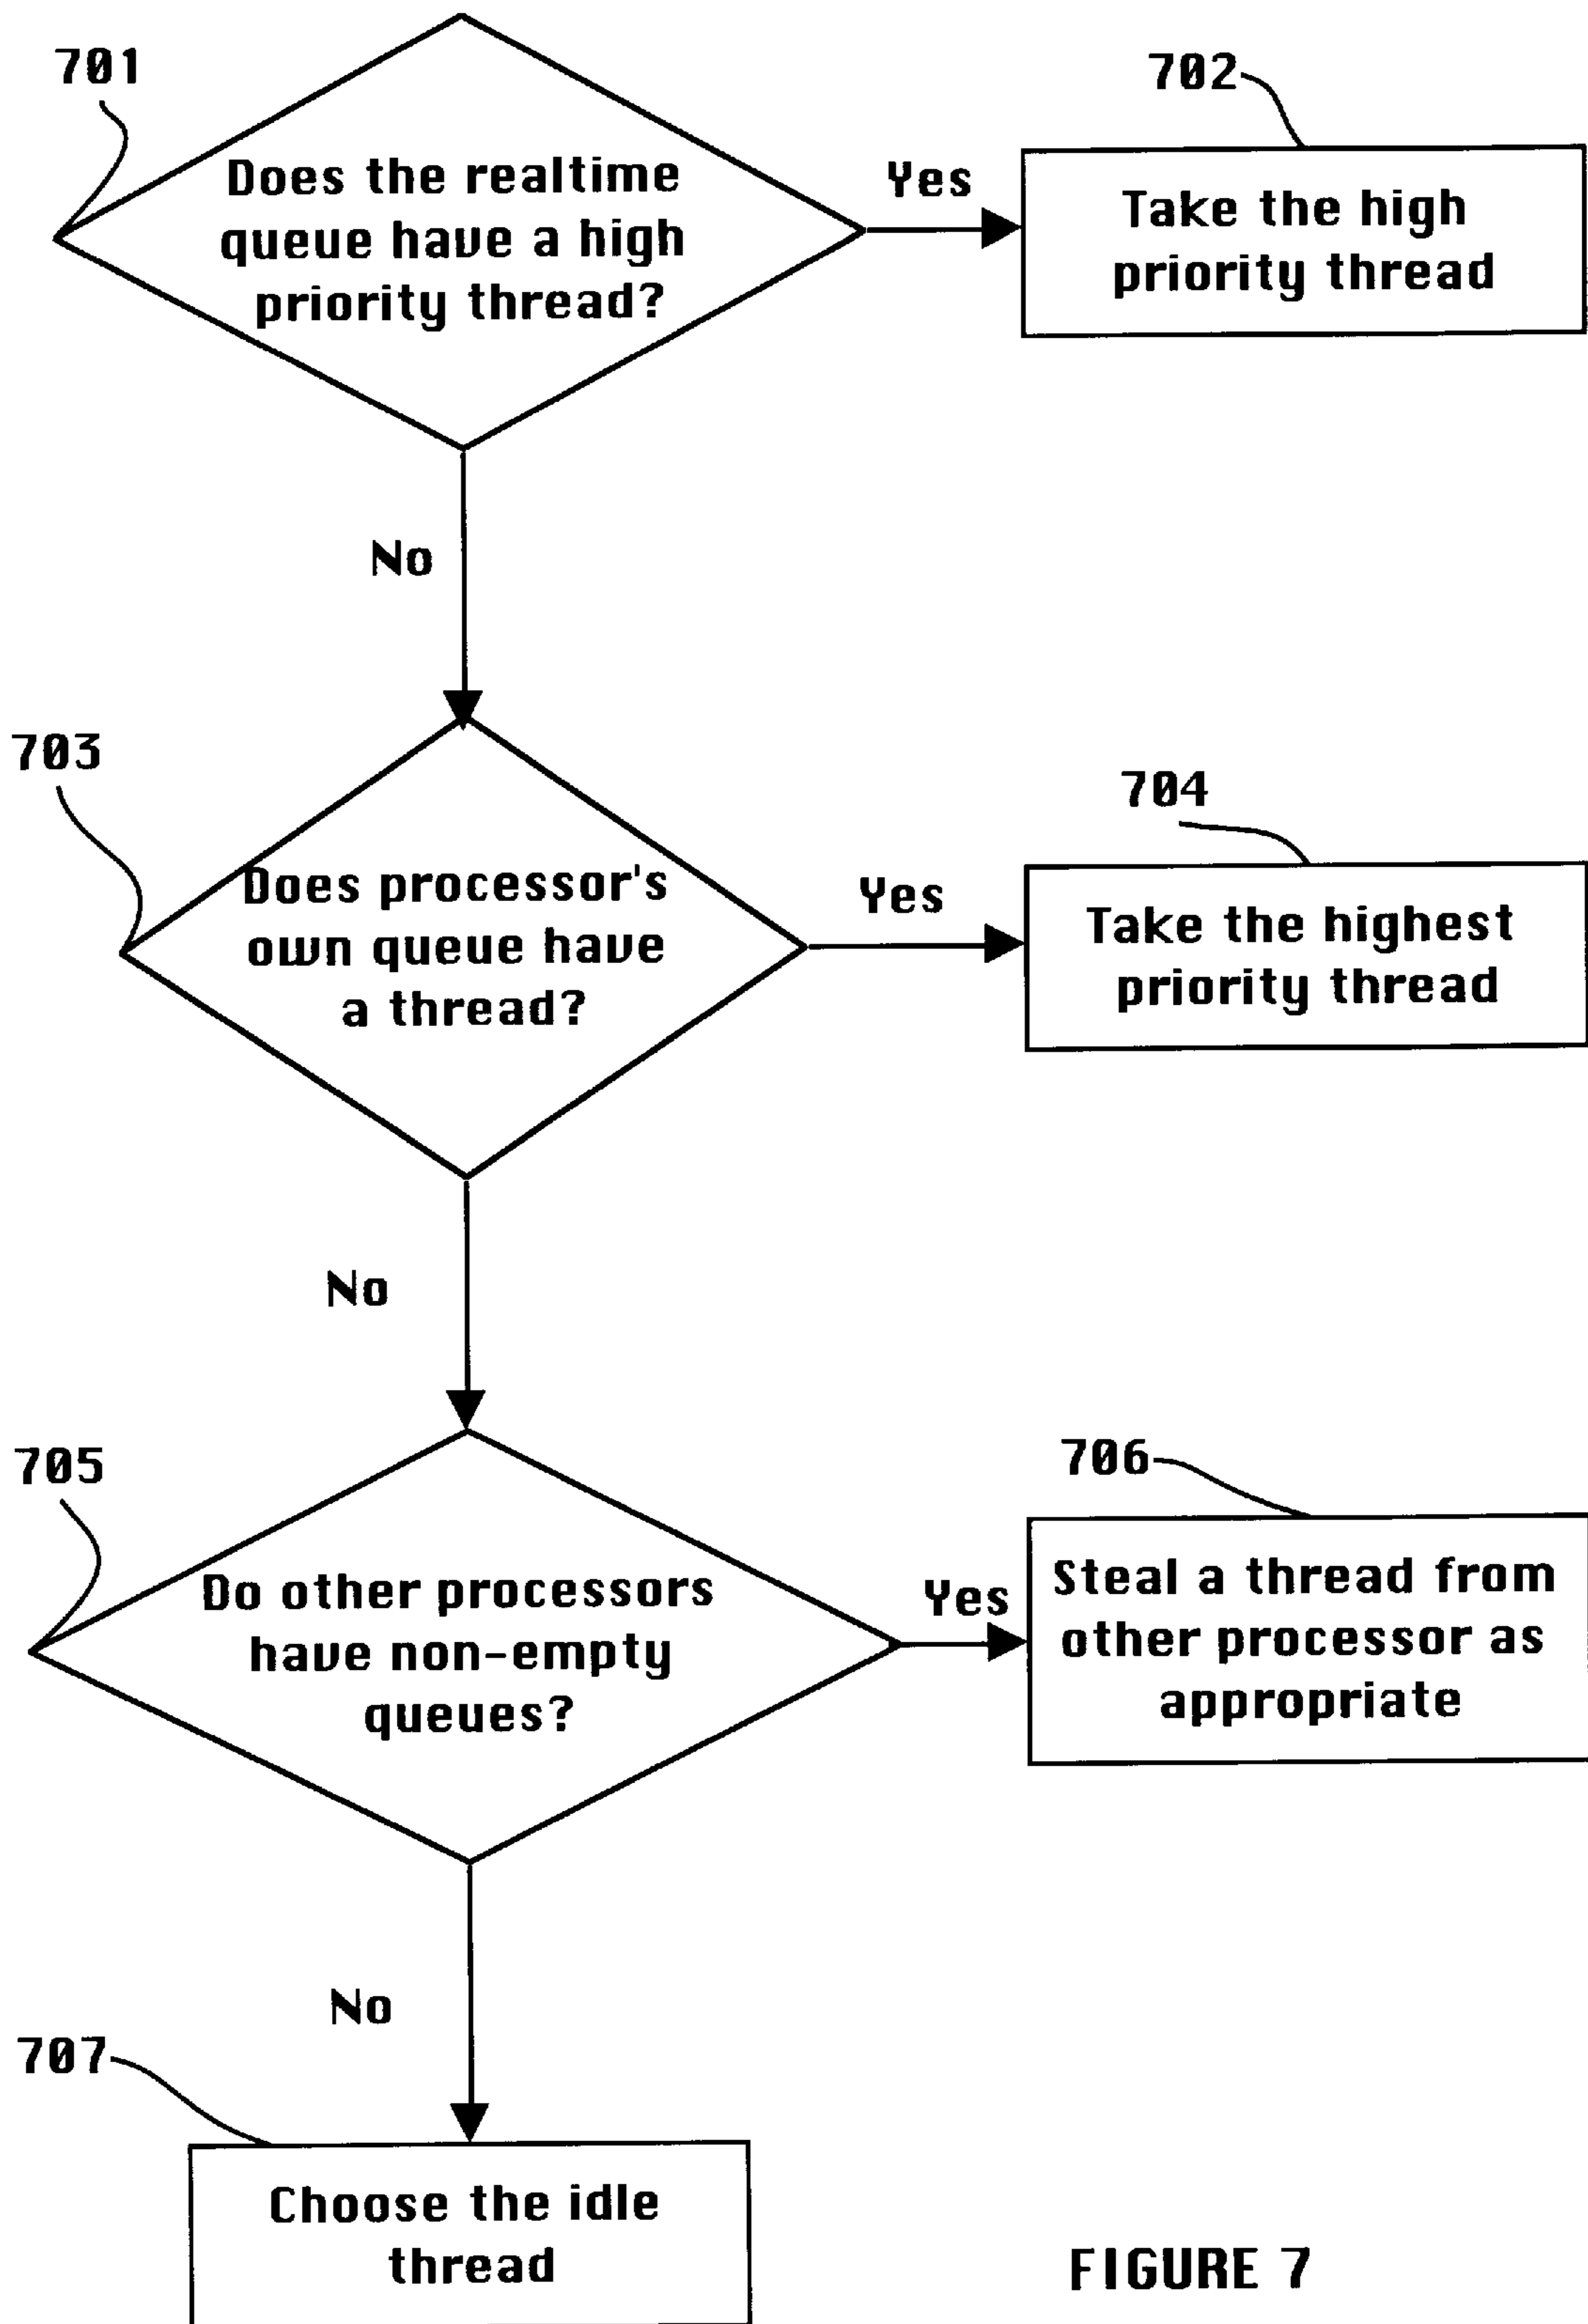 701
Does the realtime
queue have a high
priority thread?
Yes
702
Take the high
priority thread
No
703
Does processor's
own queue have
a thread?
Yes
704
Take the highest
priority thread
No
705
Do other processors
have non-empty
queues?
Yes
706
Steal a thread from
other processor as
appropriate
No
707
Choose the idle
thread
FIGURE 7